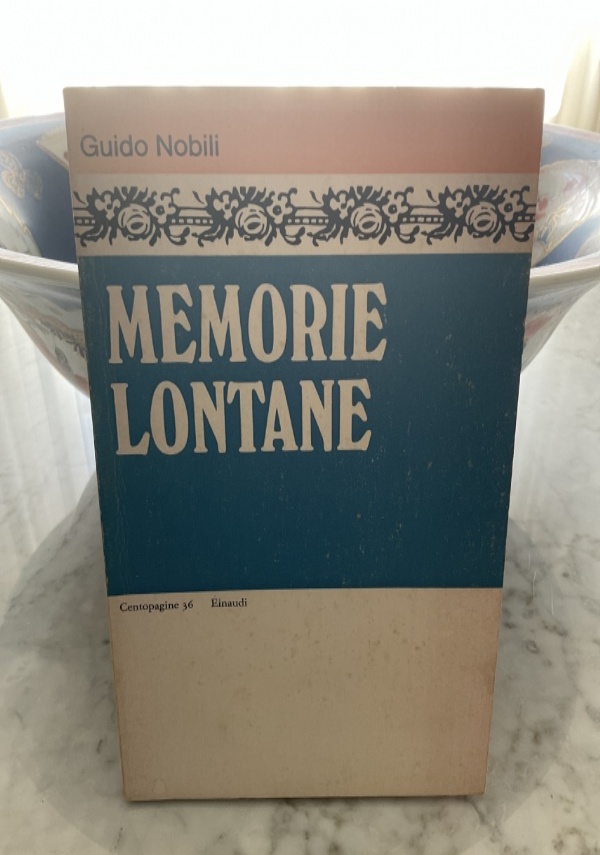 Guido Nobili
MEMORIE
LONTANE
Centopagine 36 Einaudi